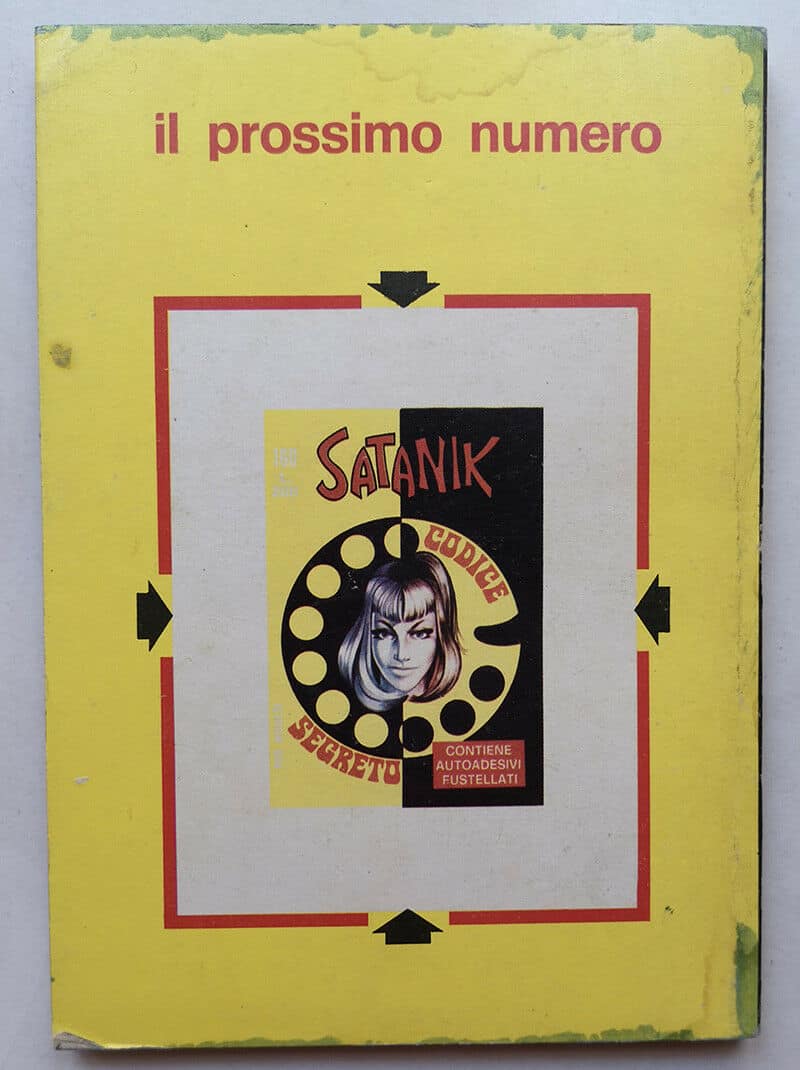 il prossimo numero
SATANIK
CODICE
SEGRETO
CONTIENE
AUTOADESIVI
FUSTELLATI